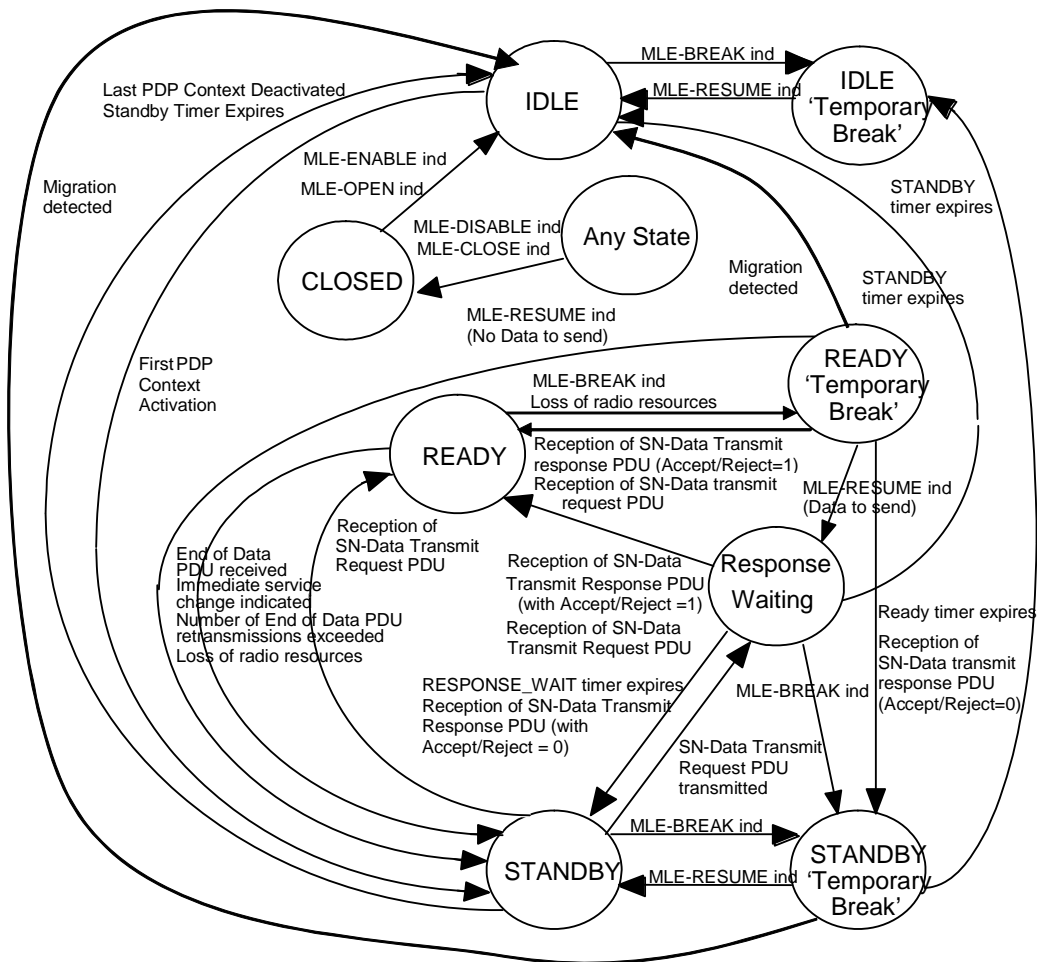 MLE-BREAK ind
IDLE
MLE-RESUME ind
IDLE
‘Temporary
Break’
Last PDP Context Deactivated
Standby Timer Expires
MLE-ENABLE ind
MLE-OPEN ind
Migration
detected
STANDBY
timer expires
MLE-DISABLE ind
MLE-CLOSE ind
Any State
CLOSED
Migration
detected
STANDBY
timer expires
MLE-RESUME ind
(No Data to send)
First PDP
Context
Activation
READY
‘Temporary
Break’
MLE-BREAK ind
Loss of radio resources
READY
Reception of SN-Data Transmit
response PDU (Accept/Reject=1)
Reception of SN-Data transmit
request PDU
MLE-RESUME ind
(Data to send)
Reception of
SN-Data Transmit
Request PDU
End of Data
PDU received
Immediate service
change indicated
Number of End of Data PDU
retransmissions exceeded
Loss of radio resources
Reception of SN-Data
Transmit Response PDU
(with Accept/Reject =1)
Reception of SN-Data
Transmit Request PDU
Response
Waiting
Ready timer expires
Reception of
SN-Data transmit
response PDU
(Accept/Reject=0)
RESPONSE_WAIT timer expires
Reception of SN-Data Transmit
Response PDU (with
Accept/Reject = 0)
MLE-BREAK ind
SN-Data Transmit
Request PDU
transmitted
MLE-BREAK ind
STANDBY
MLE-RESUME ind
STANDBY
‘Temporary
Break’